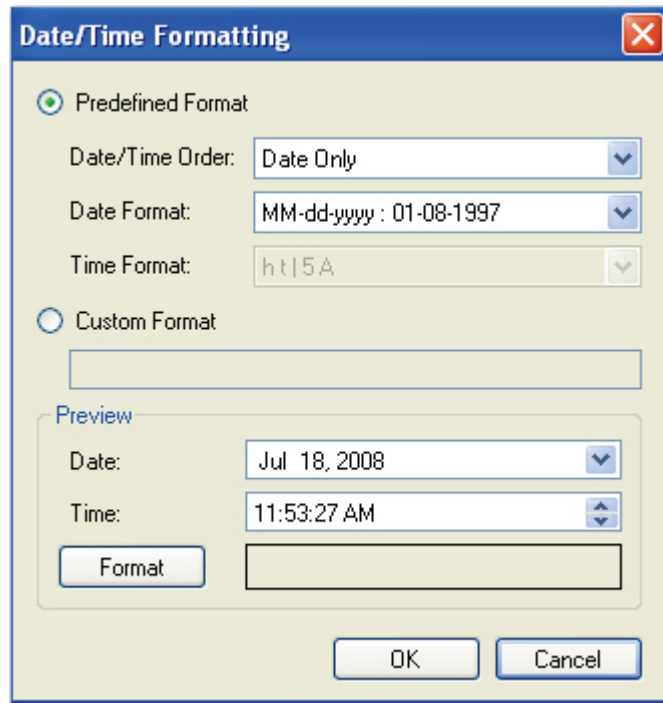 Date/Time Formatting
Predefined Format
Date/Time Order: Date Only
Date Format: MM-dd-yyyy : 01-08-1997
Time Format: h t | 5 A
Custom Format
Preview
Date: Jul 18, 2008
Time: 11:53:27 AM
Format
OK Cancel